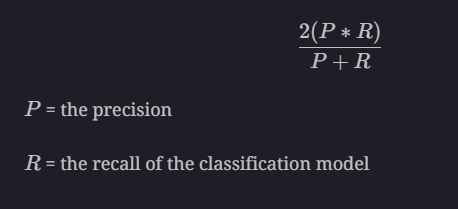 2(P * R)
P + R
P = the precision
R = the recall of the classification model